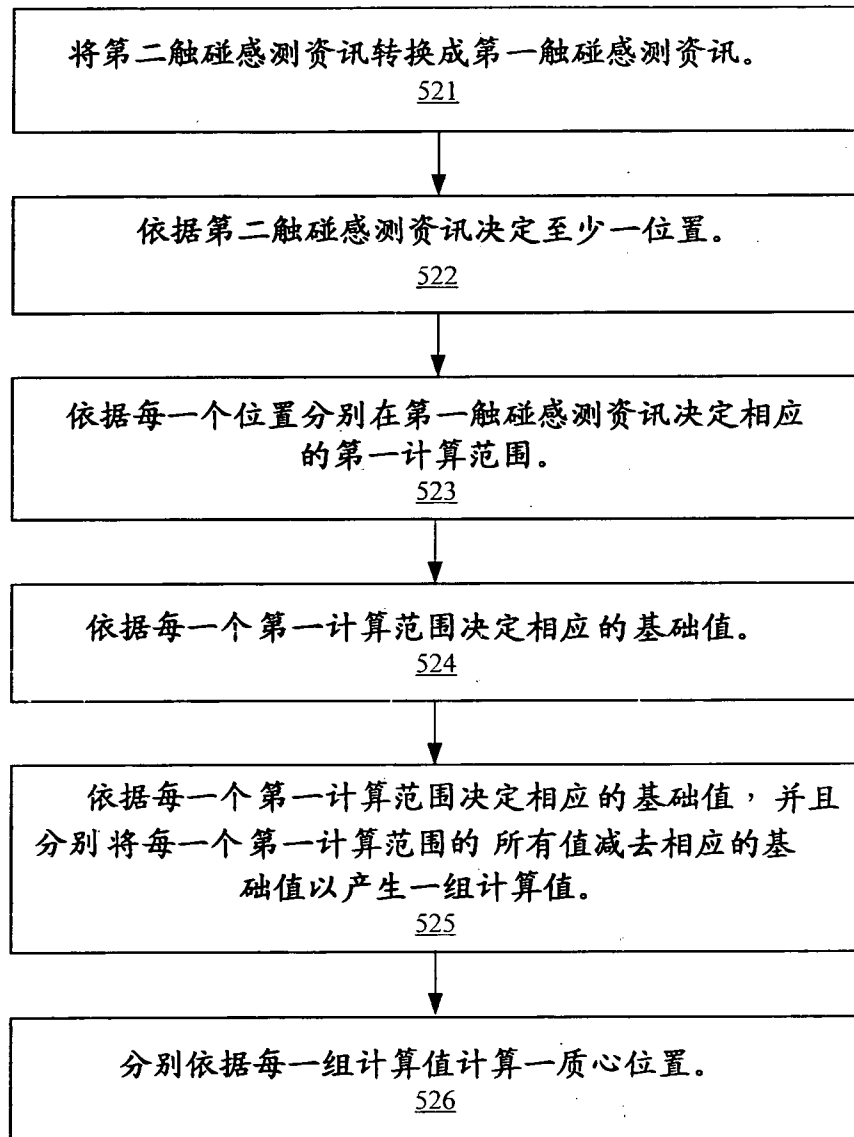 将第二触碰感测资讯转换成第一触碰感测资讯。
521
依据第二触碰感测资讯决定至少一位置。
522
依据每一个位置分别在第一触碰感测资讯决定相应
的第一计算范围。
523
依据每一个第一计算范围决定相应的基础值。
524
依据每一个第一计算范围决定相应的基础值，并且
分别将每一个第一计算范围的所有值减去相应的基
础值以产生一组计算值。
525
分别依据每一组计算值计算一质心位置。
526